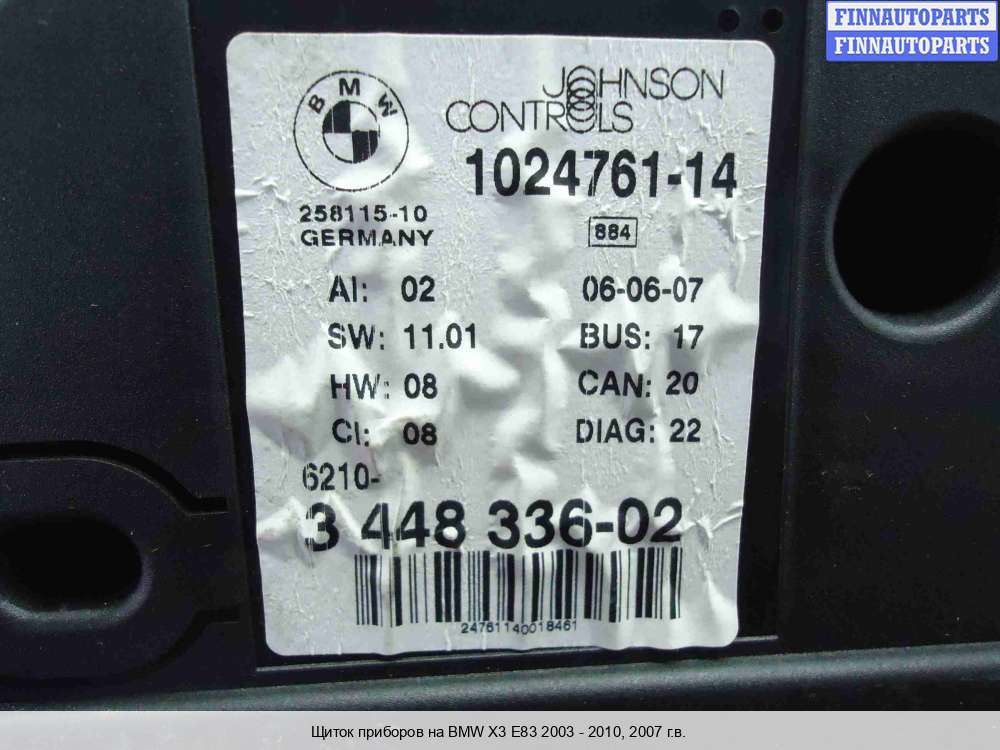 FINNAUTOPARTS
FINNAUTOPARTS
BMW
JOHNSON
CONTROLS
1024761-14
258115-10
GERMANY
884
AI: 02
06-06-07
SW: 11.01
BUS: 17
HW: 08
CAN: 20
CI: 08
DIAG: 22
6210-
3 448 336-02
24761140018461
Щиток приборов на BMW X3 E83 2003 - 2010, 2007 г.в.